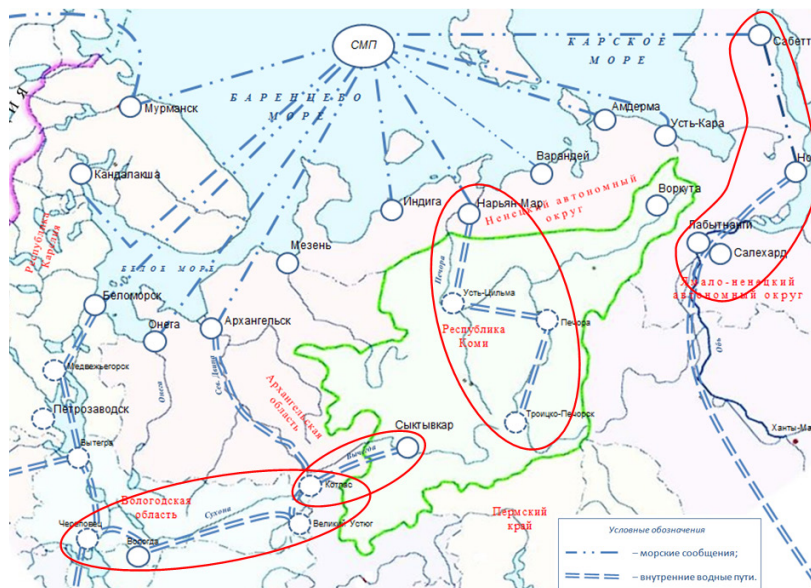 СМП
КАРСКОЕ
МОРЕ
Сабетт
БАРЕНЦЕВО
МОРЕ
Мурманск
Амдерма
Усть-Кара
Но
Варандей
Кандалакша
Индига
Нарьян Мар
Ненецкий автономный
округ
Воркута
Республика
Карелия
Мезень
БЕЛОЕ МОРЕ
Лабытнанги
Салехард
Ямало-ненецкий
автономный округ
Беломорск
Онега
Архангельск
Печора
Усть-Цильма
Республика
Коми
Печора
Обь
Медвежьегорск
Петрозаводск
Онега
Сев. Двина
Архангельская
область
Троицко-Печорск
Ханты-Ма
Вытегра
Сыктывкар
Вычегда
Вологодская
область
Котлас
Сухона
Череповец
Вологда
Великий Устюг
Пермский
край
Условные обозначения
– морские сообщения;
– внутренние водные пути.